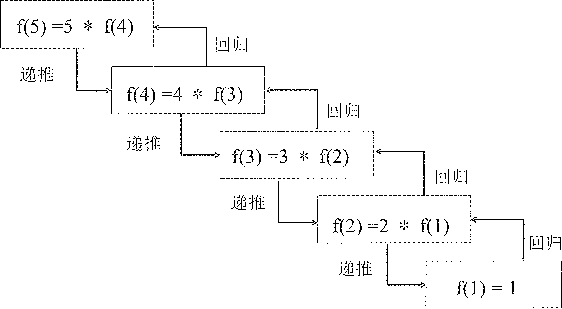 f(5) =5 * f(4)
回归
递推
f(4) =4 * f(3)
回归
递推
f(3) =3 * f(2)
回归
递推
f(2) =2 * f(1)
回归
递推
f(1) = 1